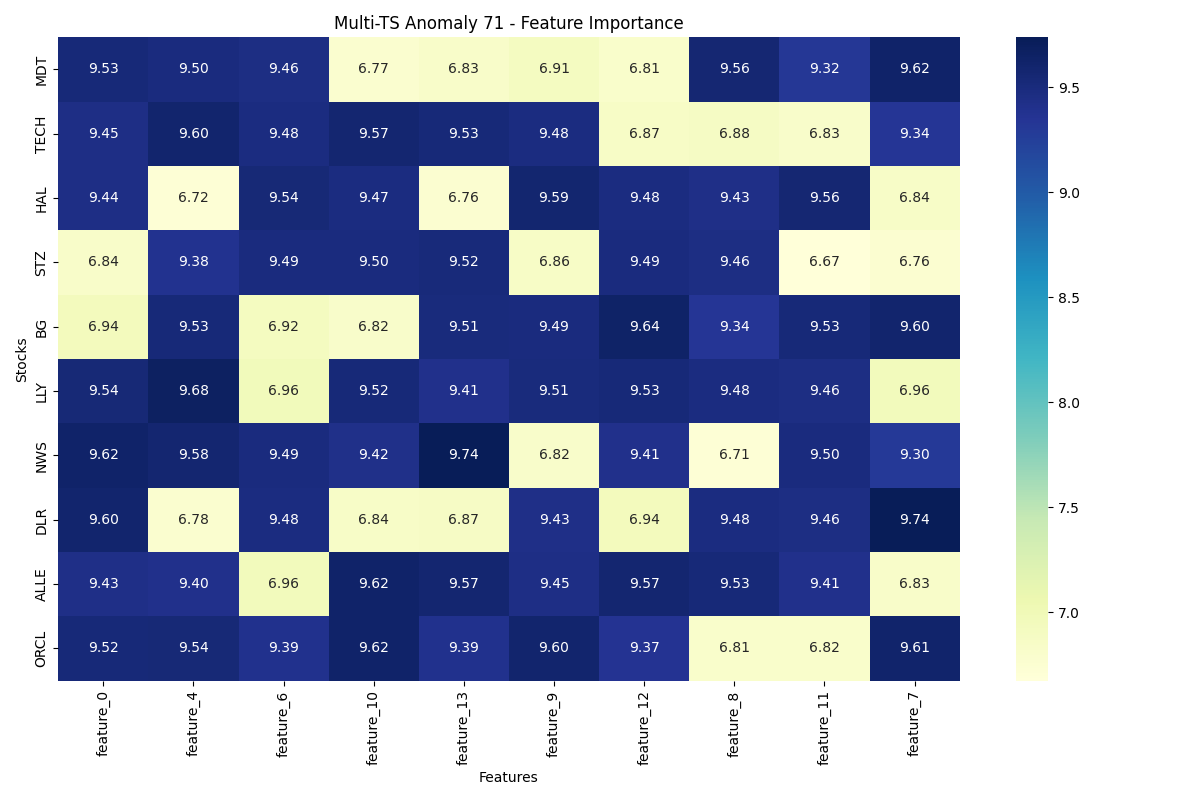 Multi-TS Anomaly 71 - Feature Importance
MDT 9.53 9.50 9.46 6.77 6.83 6.91 6.81 9.56 9.32 9.62
TECH 9.45 9.60 9.48 9.57 9.53 9.48 6.87 6.88 6.83 9.34
HAL 9.44 6.72 9.54 9.47 6.76 9.59 9.48 9.43 9.56 6.84
STZ 6.84 9.38 9.49 9.50 9.52 6.86 9.49 9.46 6.67 6.76
BG 6.94 9.53 6.92 6.82 9.51 9.49 9.64 9.34 9.53 9.60
LLY 9.54 9.68 6.96 9.52 9.41 9.51 9.53 9.48 9.46 6.96
NWS 9.62 9.58 9.49 9.42 9.74 6.82 9.41 6.71 9.50 9.30
DLR 9.60 6.78 9.48 6.84 6.87 9.43 6.94 9.48 9.46 9.74
ALLE 9.43 9.40 6.96 9.62 9.57 9.45 9.57 9.53 9.41 6.83
ORCL 9.52 9.54 9.39 9.62 9.39 9.60 9.37 6.81 6.82 9.61
feature_0 feature_4 feature_6 feature_10 feature_13 feature_9 feature_12 feature_8 feature_11 feature_7
Features
Stocks
9.5
9.0
8.5
8.0
7.5
7.0